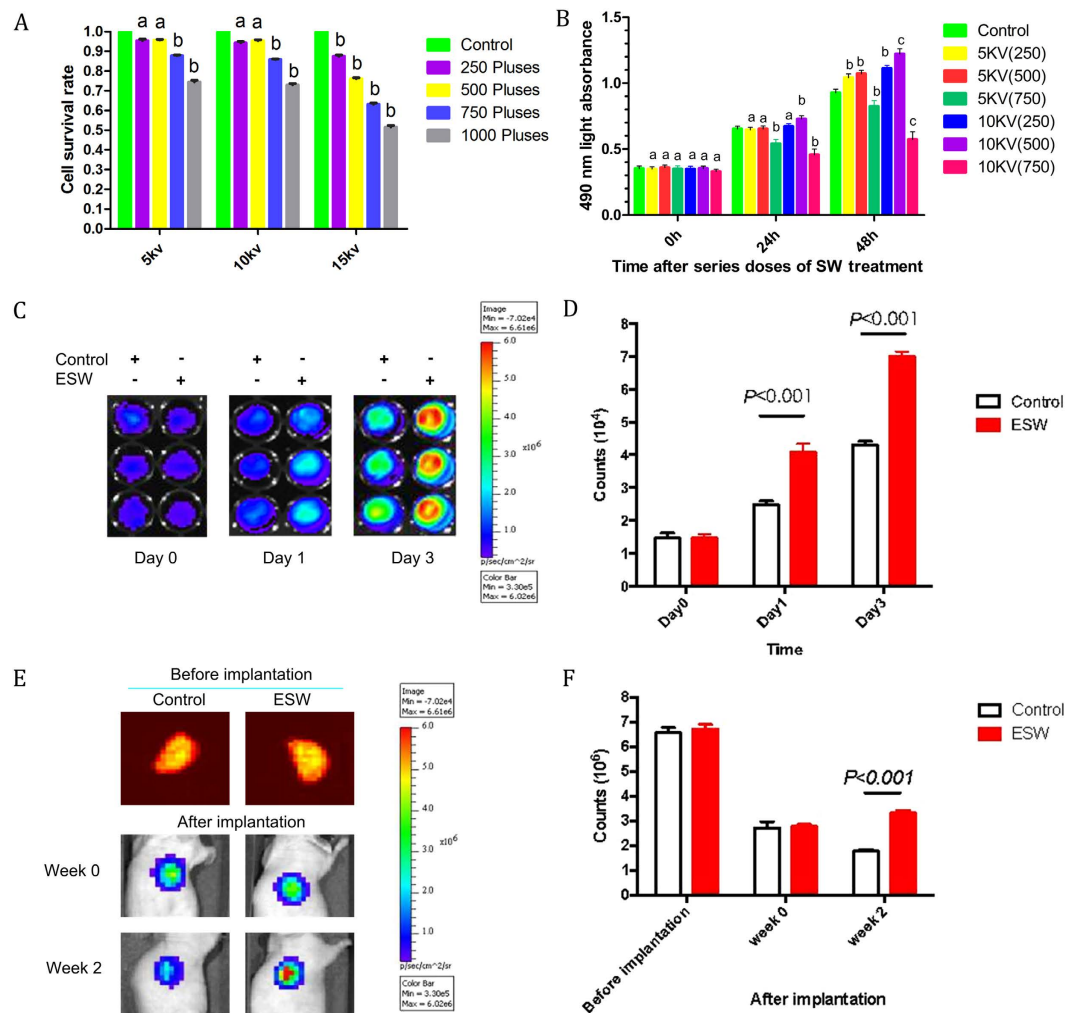 A
a a b b
a a b b
b b b b
Cell survival rate
1.0
0.9
0.8
0.7
0.6
0.5
0.4
0.3
0.2
0.1
0.0
5kv 10kv 15kv
Control
250 Pluses
500 Pluses
750 Pluses
1000 Pluses
B
490 nm light absorbance
1.5
1.0
0.5
0.0
a a a a a a
a a b a b b
b b b b c c
0h 24h 48h
Time after series doses of SW treatment
Control
5KV(250)
5KV(500)
5KV(750)
10KV(250)
10KV(500)
10KV(750)
C
Control + - + - + -
ESW - + - + - +
Day 0 Day 1 Day 3
Image
Min = -7.02e4
Max = 6.61e6
6.0
5.0
4.0
x10^6
3.0
2.0
1.0
p/sec/cm^2/sr
Color Bar
Min = 3.30e5
Max = 6.02e6
D
Counts (10⁴)
8
7
6
5
4
3
2
1
0
P<0.001
P<0.001
Day0 Day1 Day3
Time
Control
ESW
E
Before implantation
Control ESW
After implantation
Week 0
Week 2
Image
Min = -7.02e4
Max = 6.61e6
6.0
5.0
4.0
x10^6
3.0
2.0
1.0
p/sec/cm^2/sr
Color Bar
Min = 3.30e5
Max = 6.02e6
F
Counts (10⁶)
8
7
6
5
4
3
2
1
0
P<0.001
Before implantation week 0 week 2
After implantation
Control
ESW